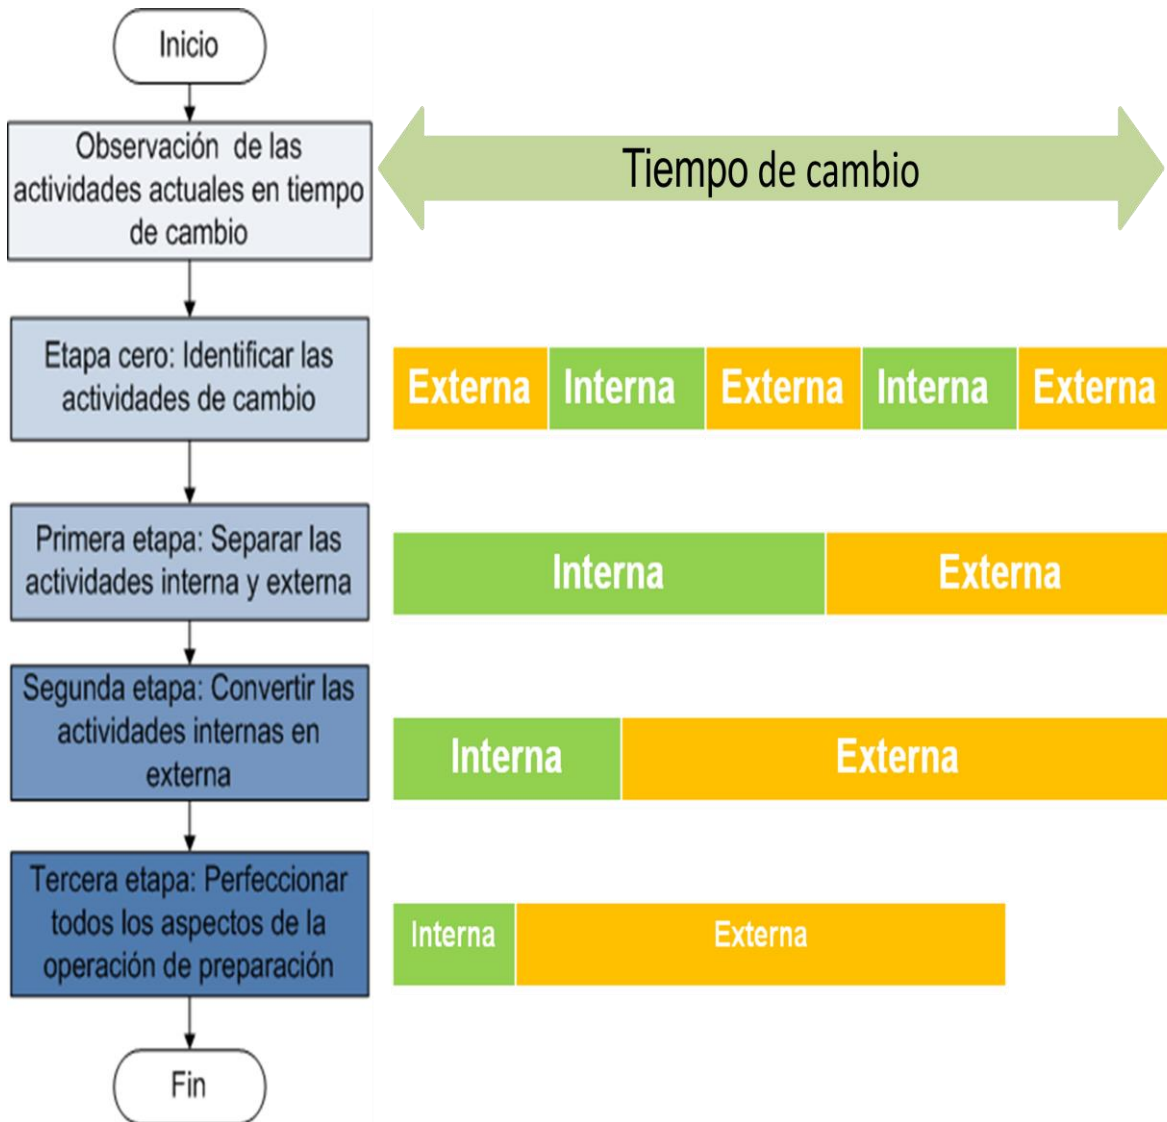 Inicio
Observación de las
actividades actuales en tiempo
de cambio
Tiempo de cambio
Etapa cero: Identificar las
actividades de cambio
Externa Interna Externa Interna Externa
Primera etapa: Separar las
actividades interna y externa
Interna Externa
Segunda etapa: Convertir las
actividades internas en
externa
Interna Externa
Tercera etapa: Perfeccionar
todos los aspectos de la
operación de preparación
Interna Externa
Fin